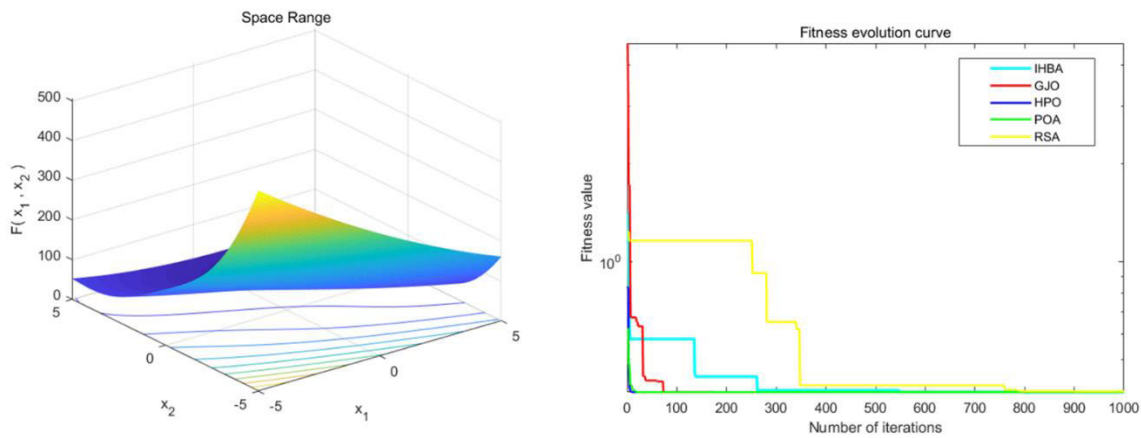 Space Range
500
400
300
200
100
0
F( x1 , x2 )
5
0
-5
x2
-5
0
5
x1
Fitness evolution curve
IHBA
GJO
HPO
POA
RSA
10^0
Fitness value
0 100 200 300 400 500 600 700 800 900 1000
Number of iterations